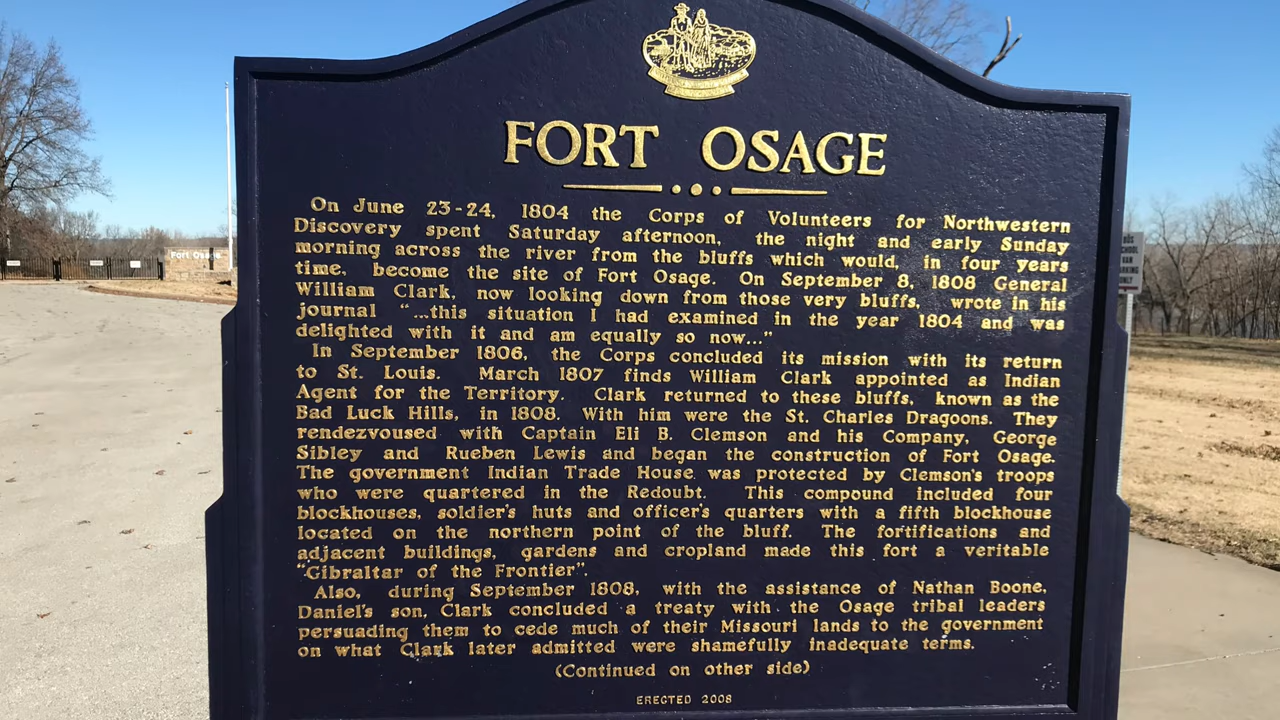 FORT OSAGE
On June 23-24, 1804 the Corps of Volunteers for Northwestern
Discovery spent Saturday afternoon, the night and early Sunday
morning across the river from the bluffs which would, in four years
time, become the site of Fort Osage. On September 8, 1808 General
William Clark, now looking down from those very bluffs, wrote in his
journal "...this situation I had examined in the year 1804 and was
delighted with it and am equally so now..."
In September 1806, the Corps concluded its mission with its return
to St. Louis. March 1807 finds William Clark appointed as Indian
Agent for the Territory. Clark returned to these bluffs, known as the
Bad Luck Hills, in 1808. With him were the St. Charles Dragoons. They
rendezvoused with Captain Eli B. Clemson and his Company, George
Sibley and Rueben Lewis and began the construction of Fort Osage.
The government Indian Trade House was protected by Clemson's troops
who were quartered in the Redoubt. This compound included four
blockhouses, soldier's huts and officer's quarters with a fifth blockhouse
located on the northern point of the bluff. The fortifications and
adjacent buildings, gardens and cropland made this fort a veritable
"Gibraltar of the Frontier".
Also, during September 1808, with the assistance of Nathan Boone,
Daniel's son, Clark concluded a treaty with the Osage tribal leaders
persuading them to cede much of their Missouri lands to the government
on what Clark later admitted were shamefully inadequate terms.
(Continued on other side)
ERECTED 2008
Fort Osage
BUS
SCHOOL
VAN
PARKING
ONLY